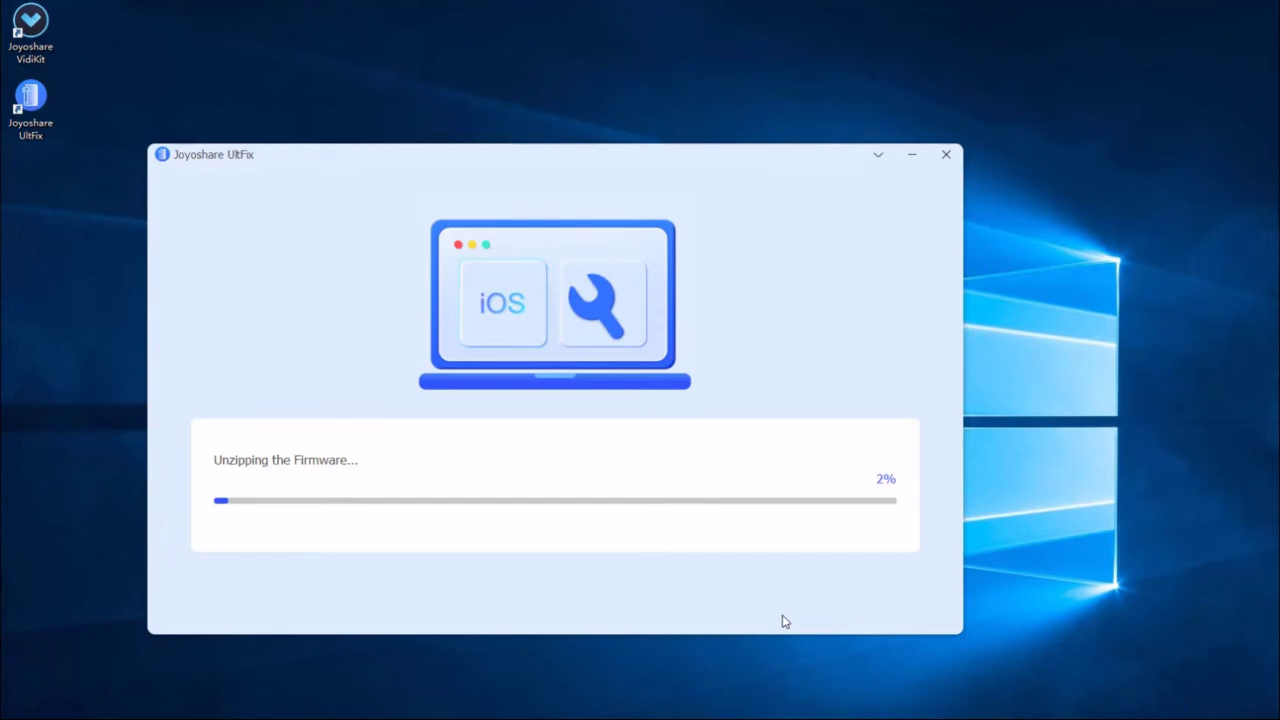 Joyoshare
VidiKit
Joyoshare
UltFix
Joyoshare UltFix
iOS
Unzipping the Firmware...
2%